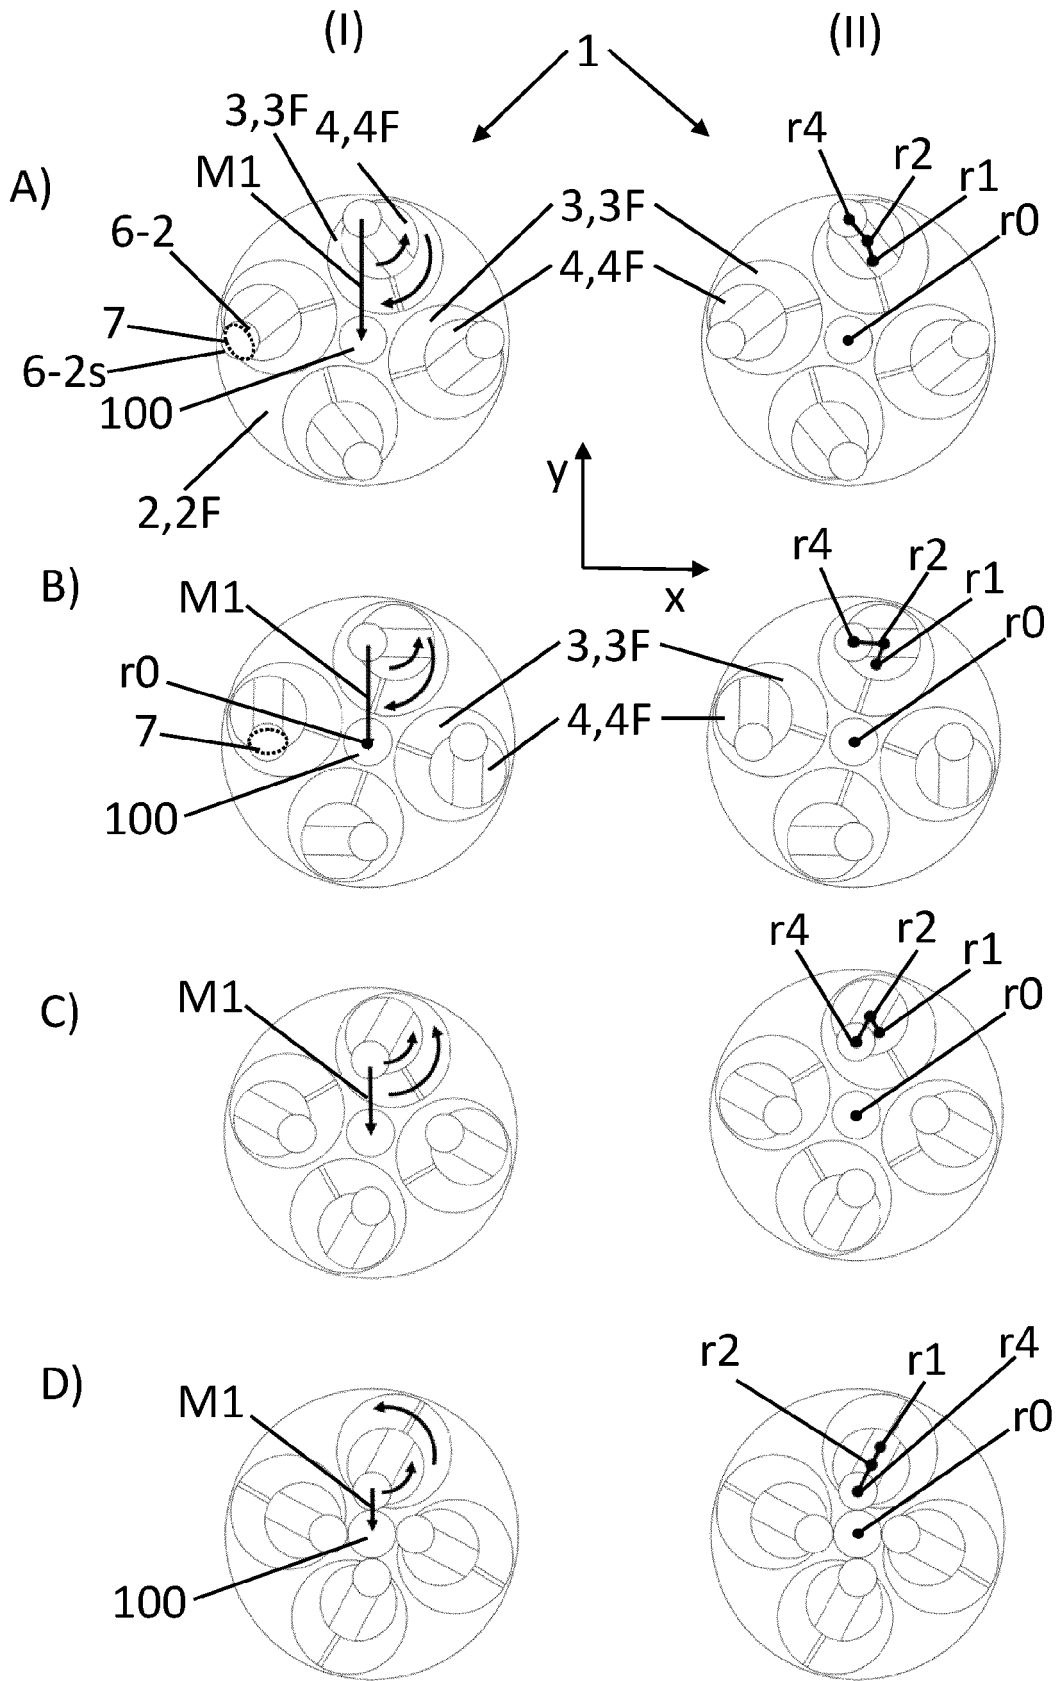 (I) (II)
1
3,3F 4,4F r4
r2
A) M1 r1
3,3F r0
6-2
4,4F
7
6-2s
100
y
2,2F
r4
r2
B) M1 x r1
r0
3,3F
r0
7 4,4F
100
r4 r2
r1
C) M1 r0
r2 r1 r4
D) M1 r0
100